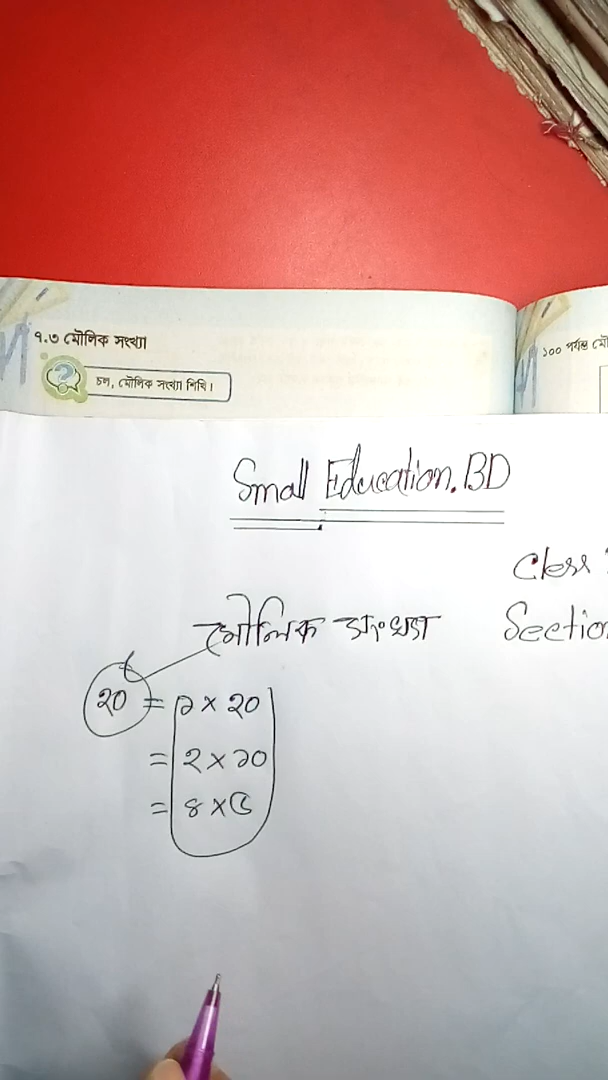 ৭.৩ মৌলিক সংখ্যা
চল, মৌলিক সংখ্যা শিখি।
১০০ পর্যন্ত মৌ
Small Education.BD
Class
মৌলিক সংখ্যা
Section
২০ = ১ × ২০
= ২ × ১০
= ৪ × ৫